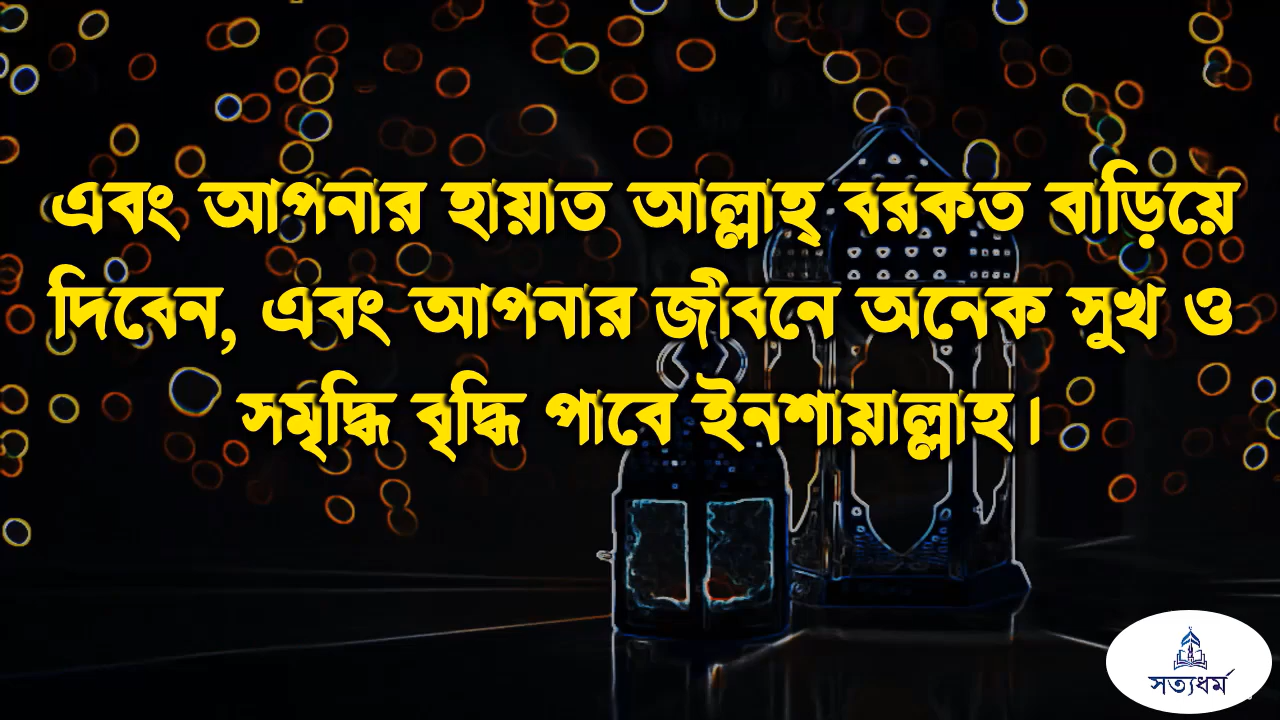 এবং আপনার হায়াত আল্লাহ্ বরকত বাড়িয়ে
দিবেন, এবং আপনার জীবনে অনেক সুখ ও
সমৃদ্ধি বৃদ্ধি পাবে ইনশায়াল্লাহ।
সত্যধর্ম